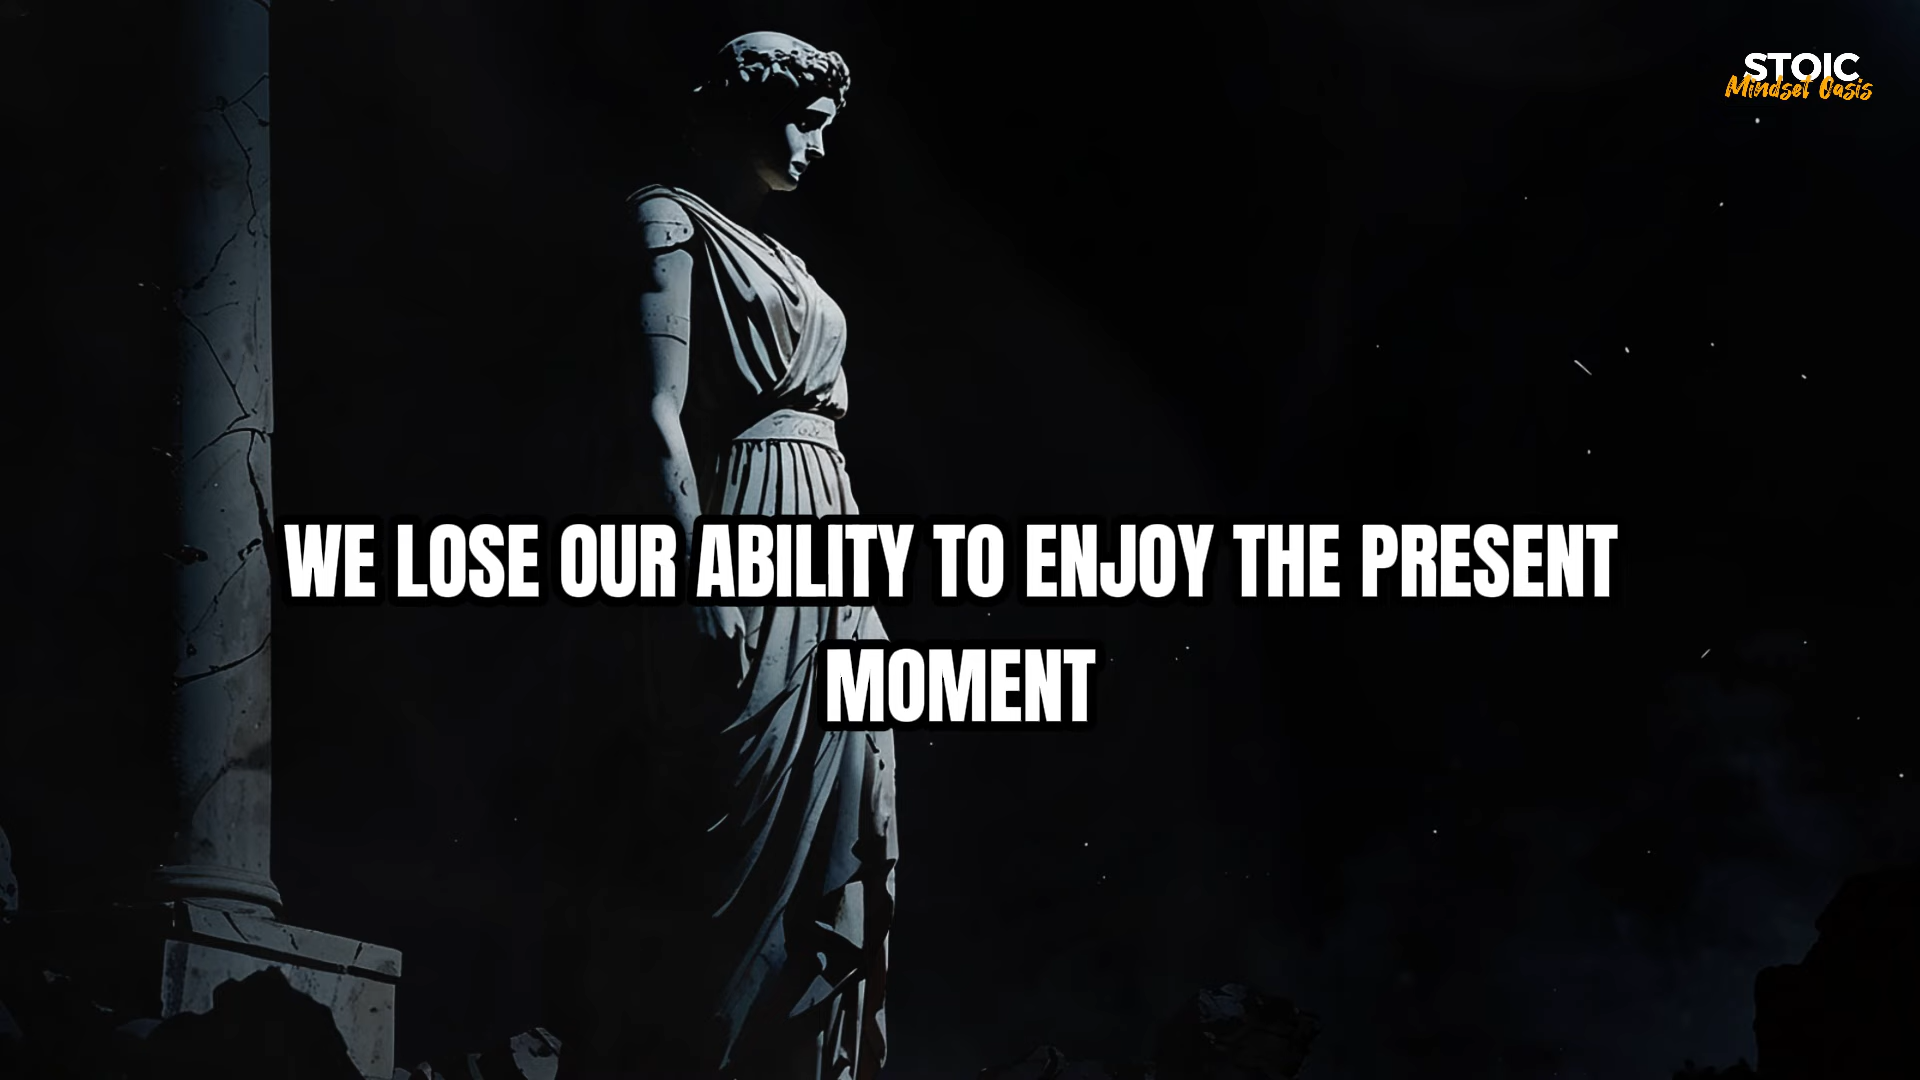 STOIC
Mindset Oasis
WE LOSE OUR ABILITY TO ENJOY THE PRESENT
MOMENT